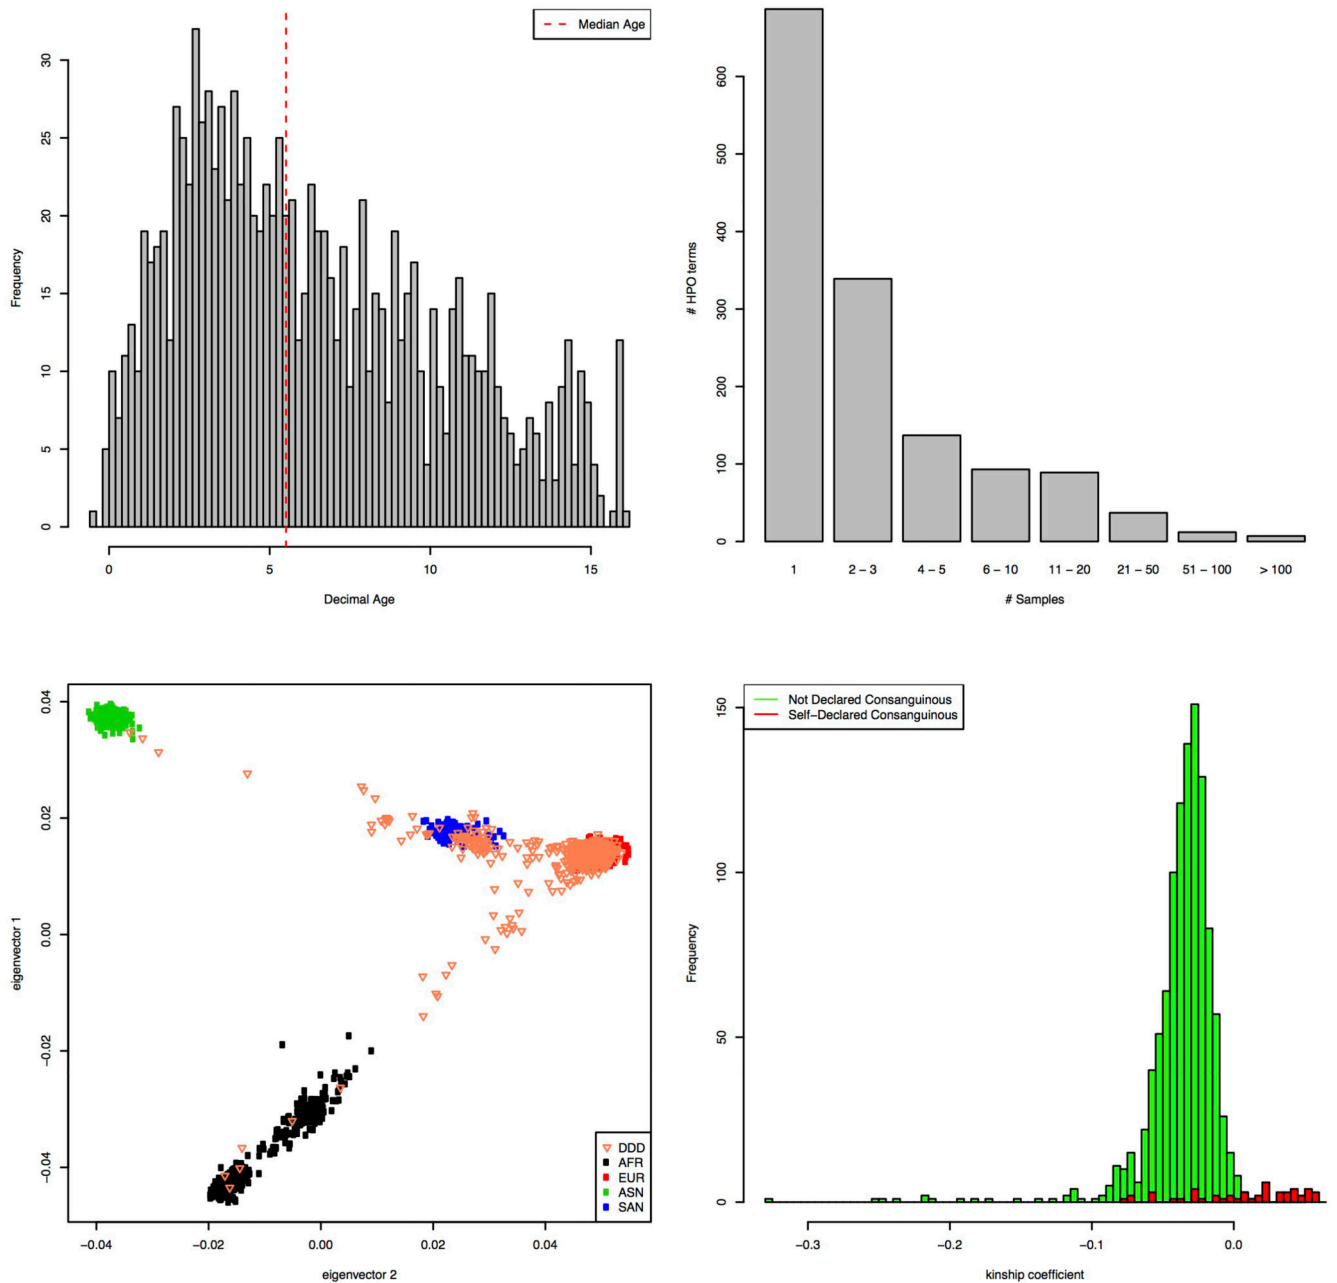 Median Age
30
25
20
15
10
5
0
Frequency
0 5 10 15
Decimal Age
600
500
400
300
200
100
0
# HPO terms
1 2 − 3 4 − 5 6 − 10 11 − 20 21 − 50 51 − 100 > 100
# Samples
0.04
0.02
0.00
−0.02
−0.04
eigenvector 1
DDD
AFR
EUR
ASN
SAN
−0.04 −0.02 0.00 0.02 0.04
eigenvector 2
Not Declared Consanguinous
Self−Declared Consanguinous
150
100
50
0
Frequency
−0.3 −0.2 −0.1 0.0
kinship coefficient